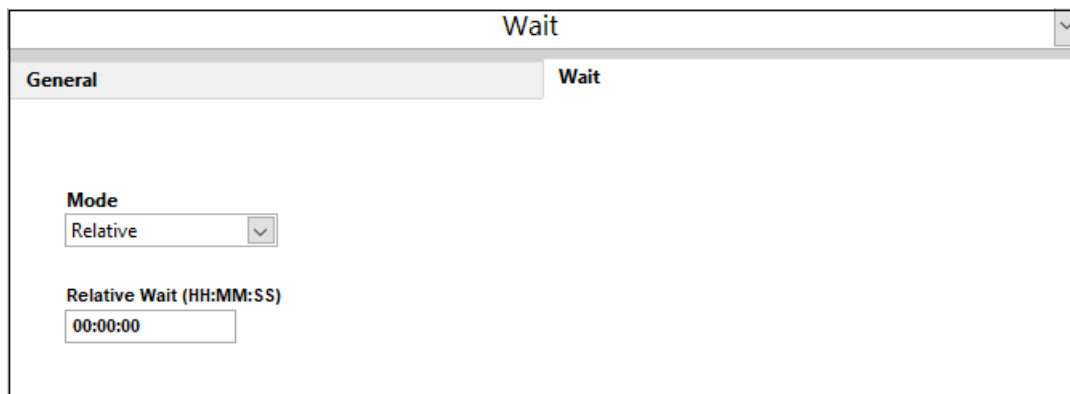 Wait
General
Wait
Mode
Relative
Relative Wait (HH:MM:SS)
00:00:00